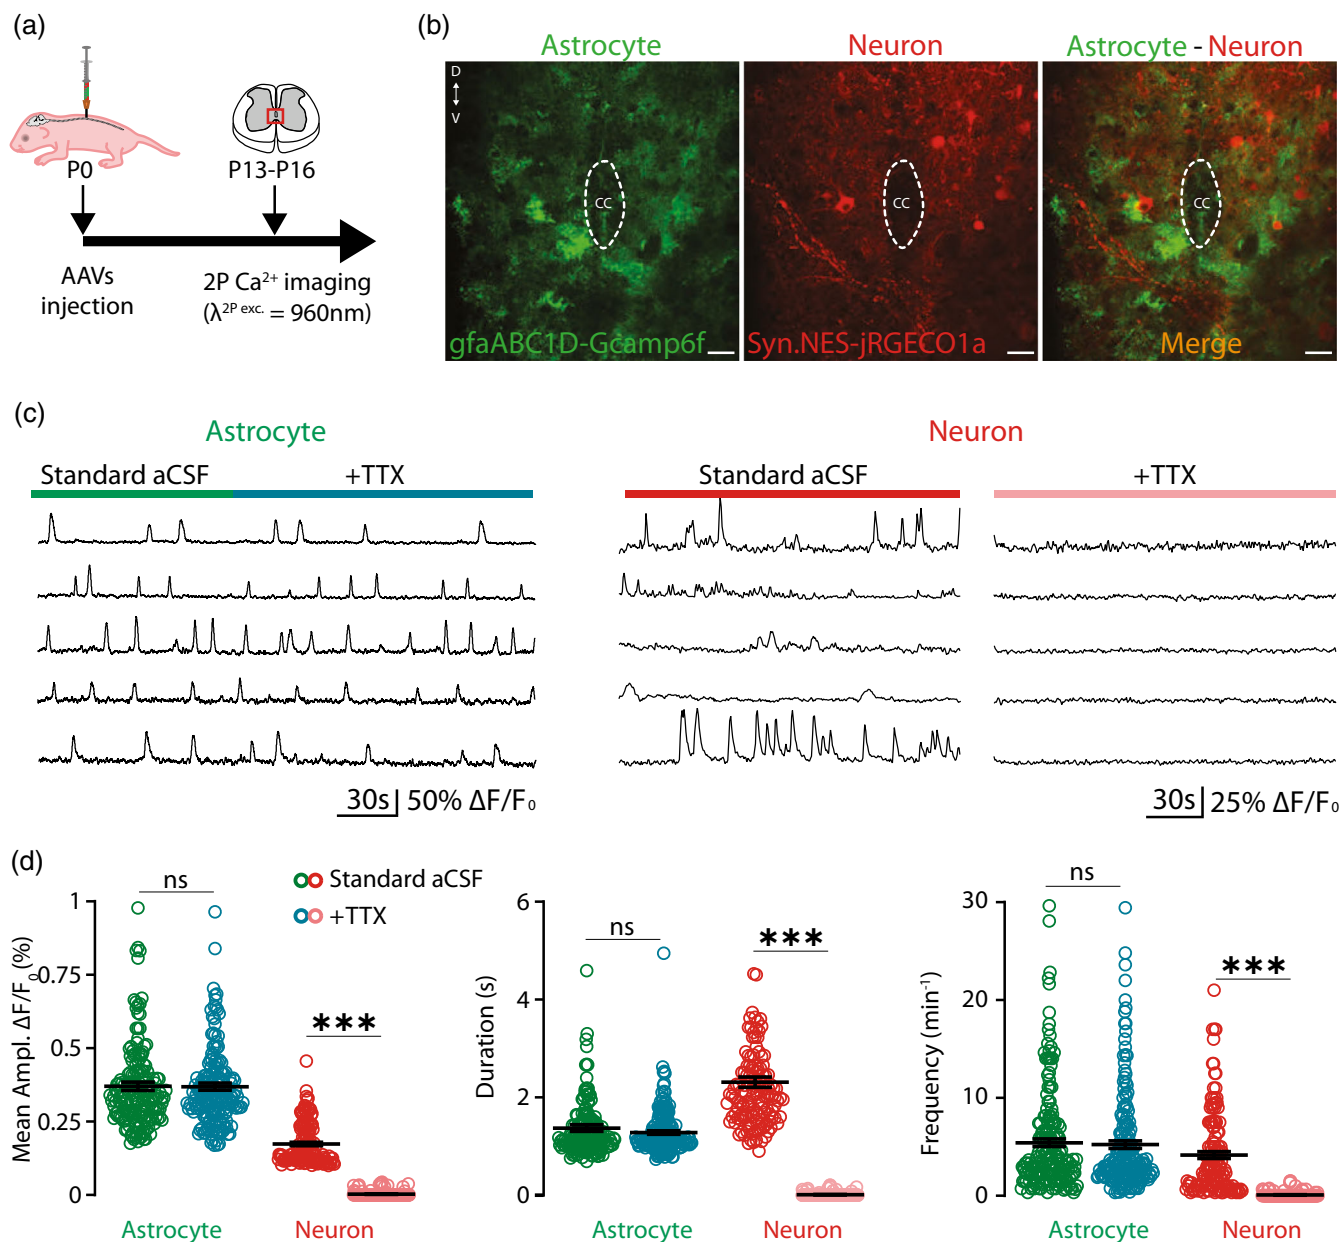 (a)
P0
P13-P16
AAVs
injection
2P Ca²⁺ imaging
(λ²ᴾ ᵉˣᶜ· = 960nm)
(b)
Astrocyte
Neuron
Astrocyte - Neuron
D
V
CC
CC
CC
gfaABC1D-Gcamp6f
Syn.NES-jRGECO1a
Merge
(c)
Astrocyte
Neuron
Standard aCSF
+TTX
Standard aCSF
+TTX
30s
50% ΔF/F₀
30s
25% ΔF/F₀
(d)
Mean Ampl. ΔF/F₀ (%)
1
0.75
0.5
0.25
0
ns
***
Standard aCSF
+TTX
Astrocyte
Neuron
Duration (s)
6
4
2
0
ns
***
Astrocyte
Neuron
Frequency (min⁻¹)
30
20
10
0
ns
***
Astrocyte
Neuron